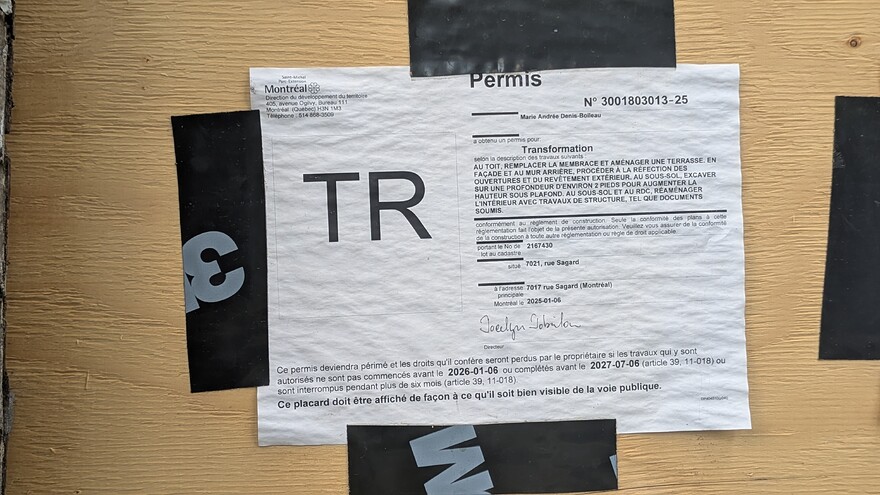 Permis
Saint-Michel
Parc-Extension
Montréal
Direction du développement du territoire
405, avenue Ogilvy, Bureau 111
Montréal (Québec) H3N 1M3
Téléphone : 514 868-3509
N° 3001803013-25
Marie Andrée Denis-Boileau
a obtenu un permis pour
Transformation
selon la description des travaux suivants
AU TOIT, REMPLACER LA MEMBRACE ET AMÉNAGER UNE TERRASSE. EN
FAÇADE ET AU MUR ARRIÈRE, PROCÉDER À LA RÉFECTION DES
OUVERTURES ET DU REVÊTEMENT EXTÉRIEUR. AU SOUS-SOL, EXCAVER
SUR UNE PROFONDEUR D'ENVIRON 2 PIEDS POUR AUGMENTER LA
HAUTEUR SOUS PLAFOND. AU SOUS-SOL ET AU RDC, RÉAMÉNAGER
L'INTÉRIEUR AVEC TRAVAUX DE STRUCTURE, TEL QUE DOCUMENTS
SOUMIS.
TR
conformément au règlement de construction. Seule la conformité des plans à cette
réglementation fait l'objet de la présente autorisation. Veuillez vous assurer de la conformité
de la construction à toute autre réglementation ou règle de droit applicable.
portant le No de 2167430
lot au cadastre
situé 7021, rue Sagard
à l'adresse 7017 rue Sagard (Montréal)
principale
Montréal le 2025-01-06
Directeur
Ce permis deviendra périmé et les droits qu'il confère seront perdus par le propriétaire si les travaux qui y sont
autorisés ne sont pas commencés avant le 2026-01-06 ou complétés avant le 2027-07-06 (article 39, 11-018) ou
sont interrompus pendant plus de six mois (article 39, 11-018).
Ce placard doit être affiché de façon à ce qu'il soit bien visible de la voie publique.